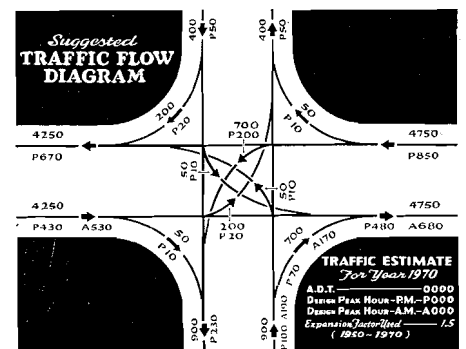 Suggested
TRAFFIC FLOW
DIAGRAM
400
P50
400
P50
200
P20
50
P10
700
P200
4250
P670
4750
P850
50
P10
50
P10
4250
P430 A530
200
P20
4750
P480 A680
50
P10
700
A170
P70
900
P230
900
P100 A190
TRAFFIC ESTIMATE
For Year 1970
A.D.T. 0000
DESIGN PEAK HOUR-P.M.-P000
DESIGN PEAK HOUR-A.M.-A000
Expansion Factor Used 1.5
( 1950-1970 )